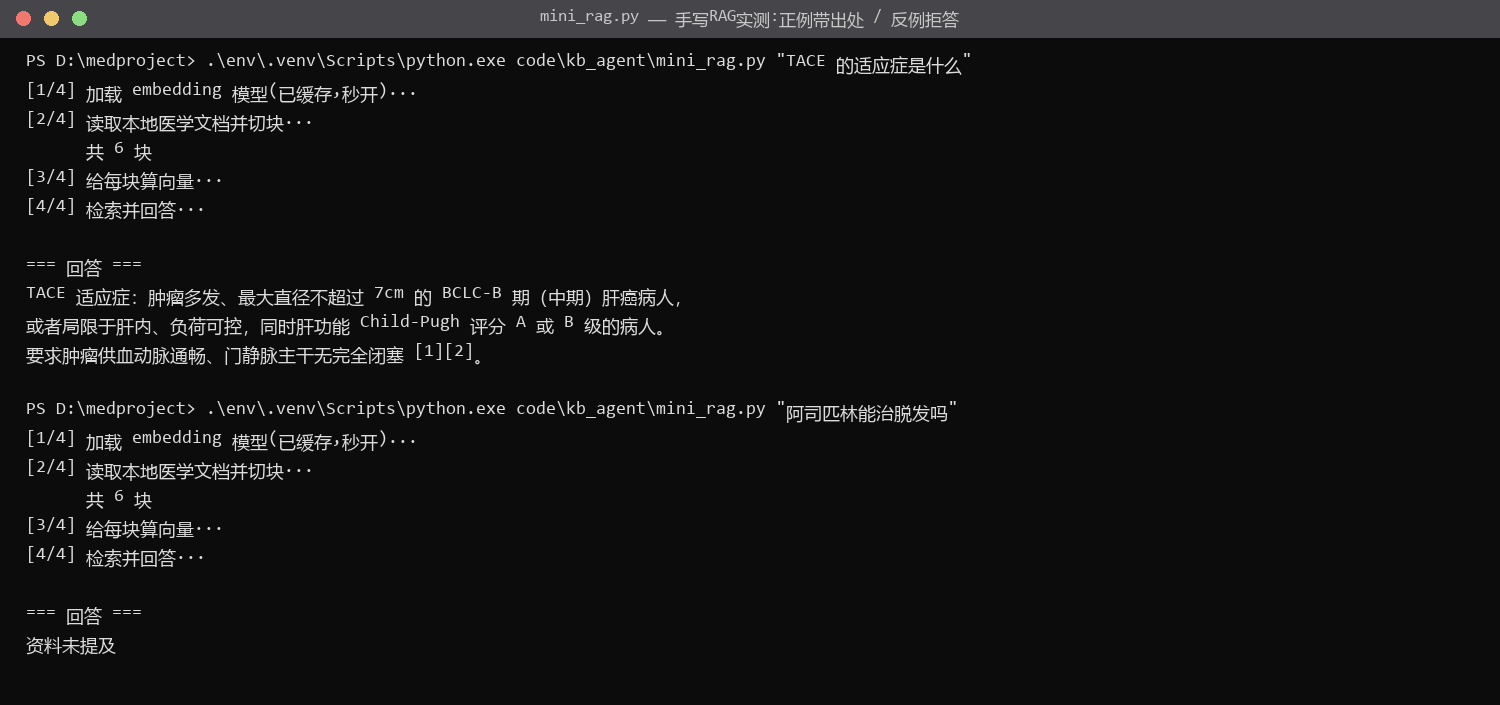 mini_rag.py — 手写RAG实测:正例带出处 / 反例拒答
PS D:\medproject> .\env\.venv\Scripts\python.exe code\kb_agent\mini_rag.py "TACE 的适应症是什么"
[1/4] 加载 embedding 模型(已缓存,秒开)...
[2/4] 读取本地医学文档并切块...
      共 6 块
[3/4] 给每块算向量...
[4/4] 检索并回答...
=== 回答 ===
TACE 适应症：肿瘤多发、最大直径不超过 7cm 的 BCLC-B 期（中期）肝癌病人，
或者局限于肝内、负荷可控，同时肝功能 Child-Pugh 评分 A 或 B 级的病人。
要求肿瘤供血动脉通畅、门静脉主干无完全闭塞 [1][2]。
PS D:\medproject> .\env\.venv\Scripts\python.exe code\kb_agent\mini_rag.py "阿司匹林能治脱发吗"
[1/4] 加载 embedding 模型(已缓存,秒开)...
[2/4] 读取本地医学文档并切块...
      共 6 块
[3/4] 给每块算向量...
[4/4] 检索并回答...
=== 回答 ===
资料未提及